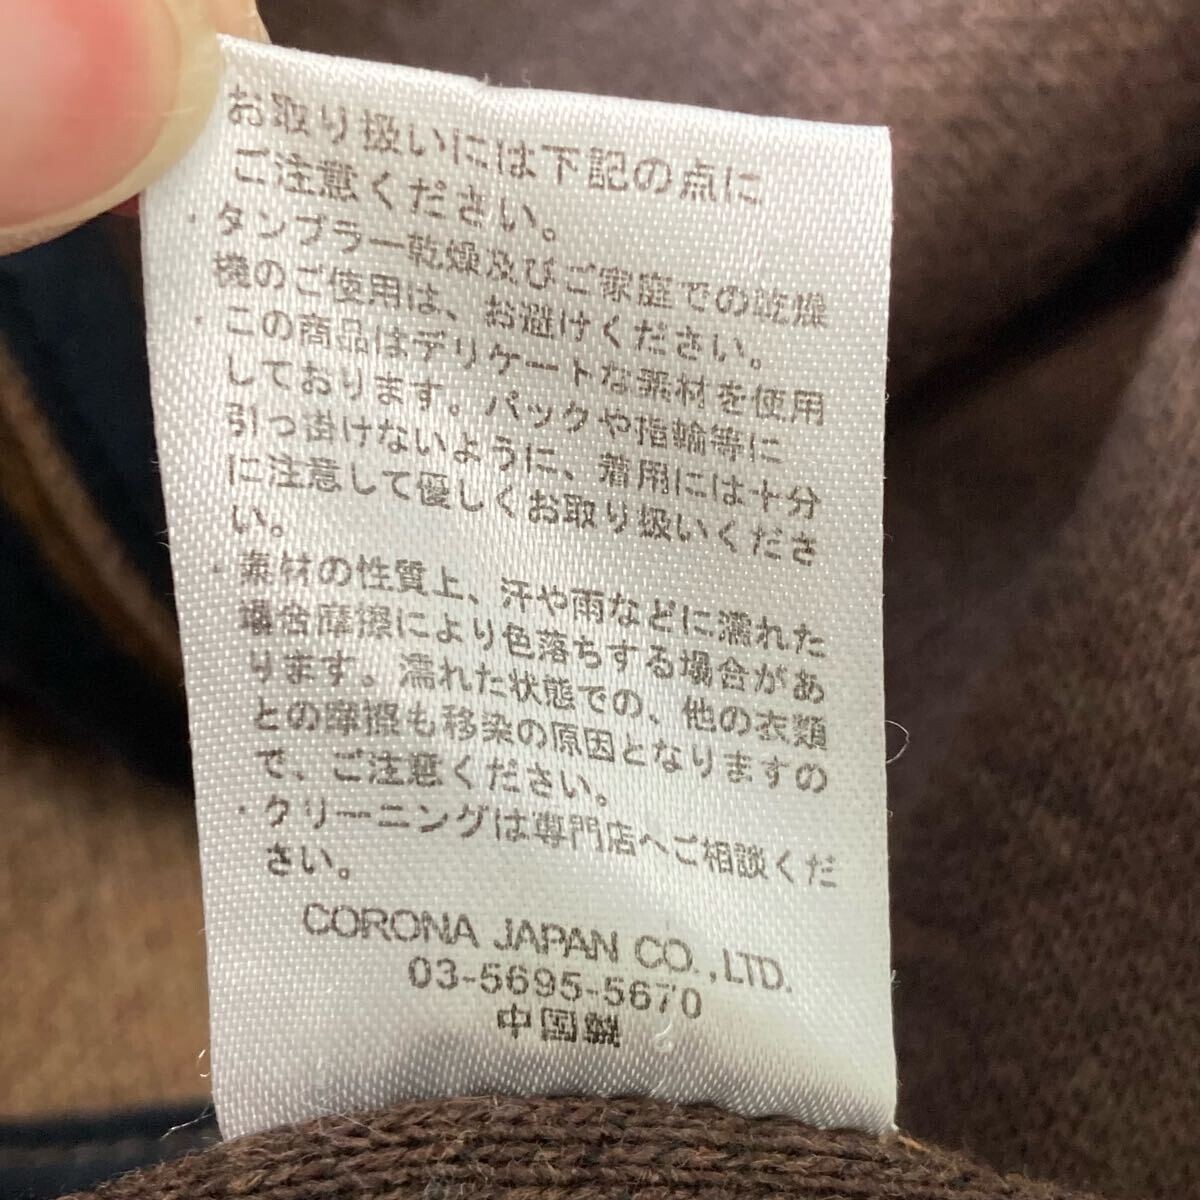 お取り扱いには下記の点に
ご注意ください。
・タンブラー乾燥及びご家庭での乾燥
機のご使用は、お避けください。
・この商品はデリケートな素材を使用
しております。バックや指輪等に
引っ掛けないように、着用には十分
に注意して優しくお取り扱いくださ
い。
・素材の性質上、汗や雨などに濡れた
場合摩擦により色落ちする場合があ
ります。濡れた状態での、他の衣類
との摩擦も移染の原因となりますの
で、ご注意ください。
・クリーニングは専門店へご相談くだ
さい。
CORONA JAPAN CO.,LTD.
03-5695-5670
中国製